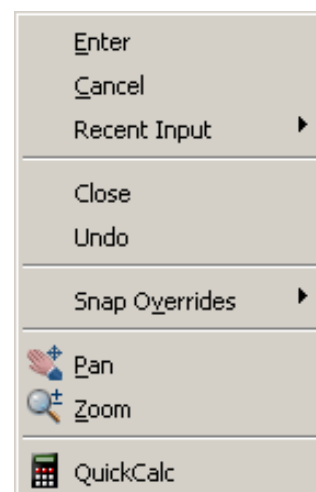 Enter
Cancel
Recent Input
Close
Undo
Snap Overrides
Pan
Zoom
QuickCalc